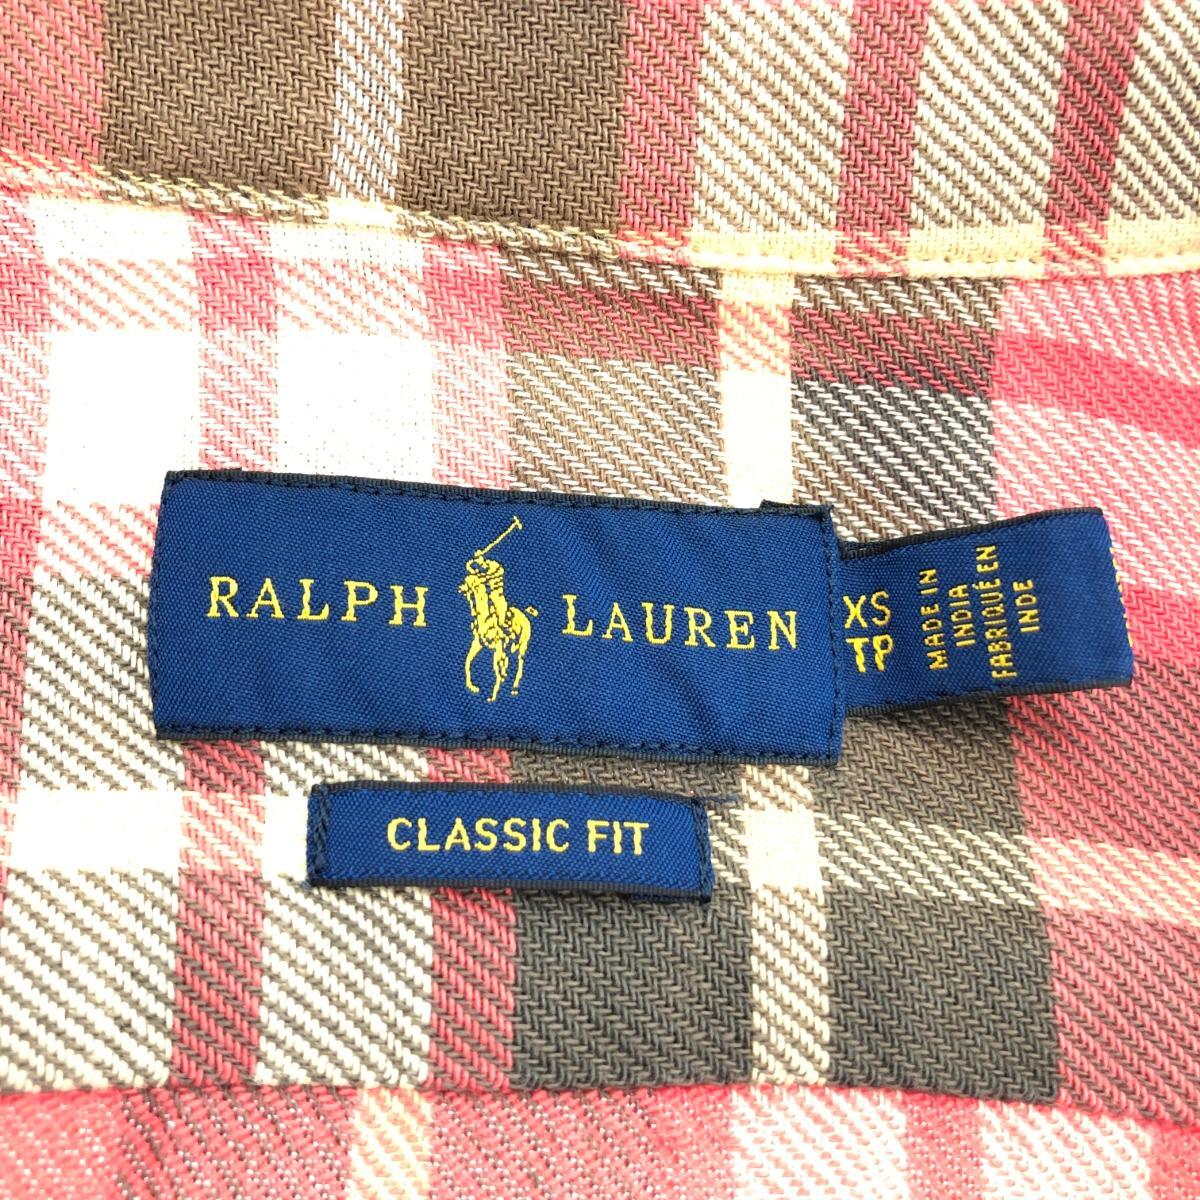 RALPH LAUREN
XS
TP
MADE IN
INDIA
FABRIQUÉ EN
INDE
CLASSIC FIT